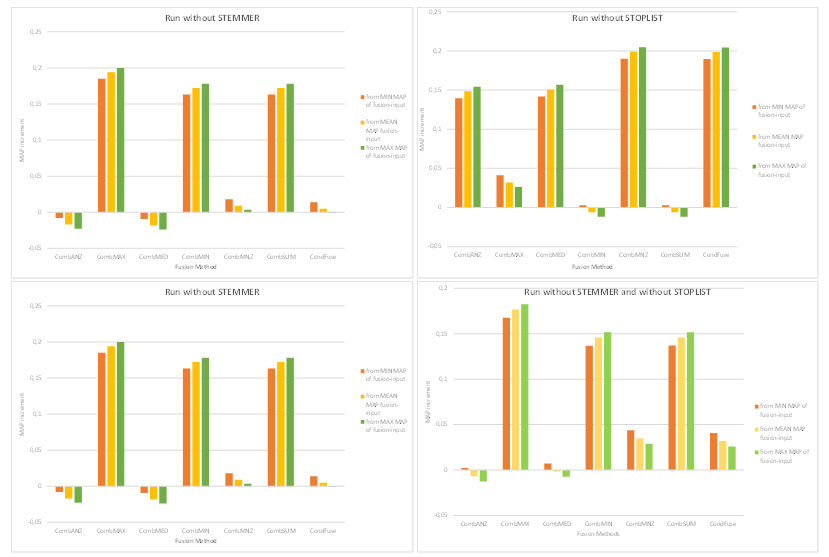 Run without STEMMER
0,25
0,2
0,15
0,1
0,05
0
-0,05
MAP increment
CombANZ CombMAX CombMED CombMIN CombMNZ CombSUM CondFuse
Fusion Method
from MIN MAP
of fusion-input
from MEAN
MAP fusion-
input
from MAX MAP
of fusion-input
Run without STOPLIST
0,25
0,2
0,15
0,1
0,05
0
-0,05
MAP increment
CombANZ CombMAX CombMED CombMIN CombMNZ CombSUM CondFuse
Fusion Method
from MIN MAP of
fusion-input
from MEAN MAP
fusion-input
from MAX MAP of
fusion-input
Run without STEMMER
0,25
0,2
0,15
0,1
0,05
0
-0,05
MAP increment
CombANZ CombMAX CombMED CombMIN CombMNZ CombSUM CondFuse
Fusion Method
from MIN MAP
of fusion-input
from MEAN
MAP fusion-
input
from MAX MAP
of fusion-input
Run without STEMMER and without STOPLIST
0,2
0,15
0,1
0,05
0
-0,05
MAP increment
CombANZ CombMAX CombMED CombMIN CombMNZ CombSUM CondFuse
Fusion Methods
from MIN MAP of
fusion-input
from MEAN MAP
fusion-input
from MAX MAP of
fusion-input